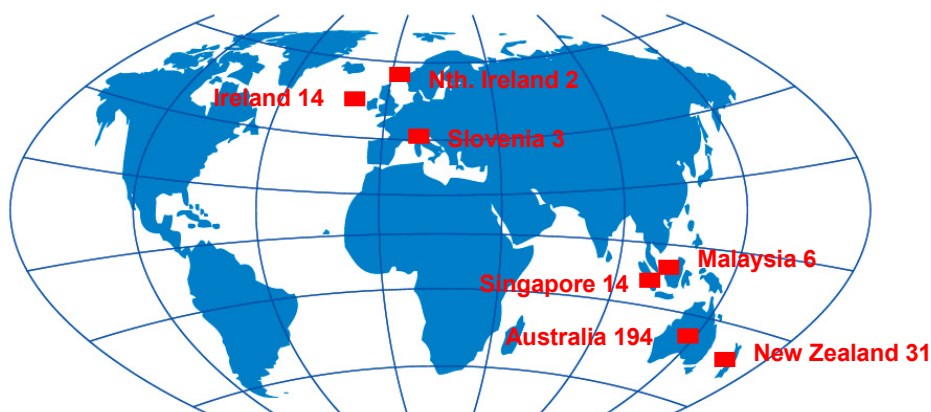 Nth. Ireland 2
Ireland 14
Slovenia 3
Malaysia 6
Singapore 14
Australia 194
New Zealand 31